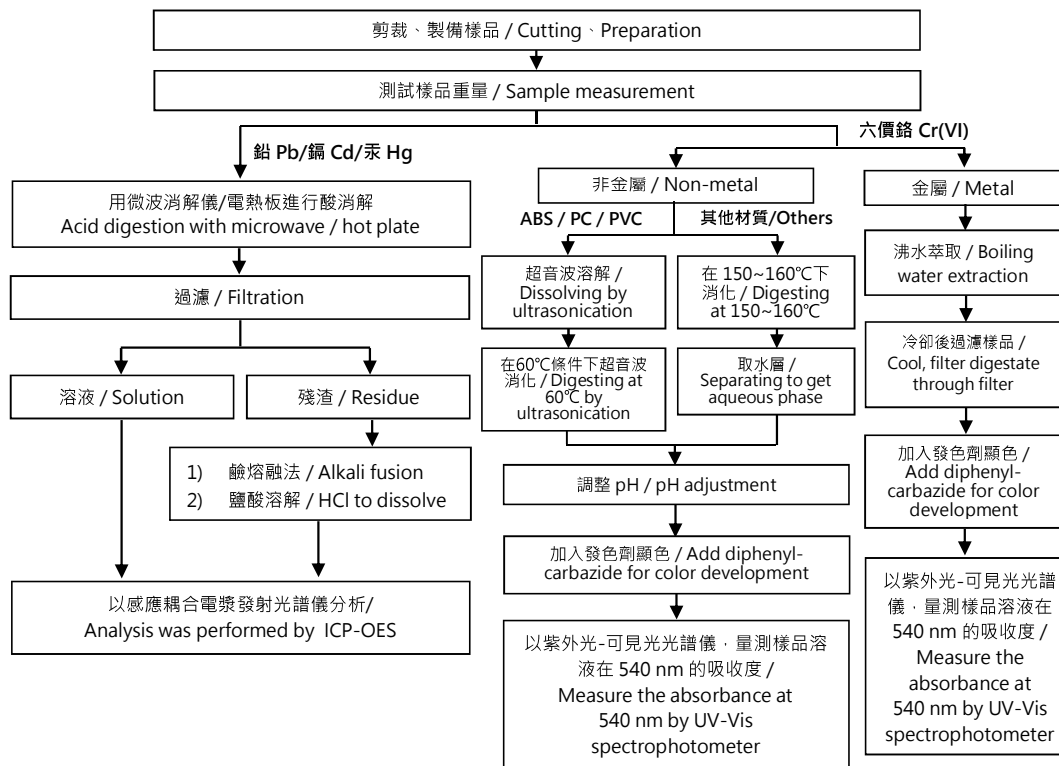 剪裁、製備樣品 / Cutting、Preparation
測試樣品重量 / Sample measurement
鉛 Pb/鎘 Cd/汞 Hg
六價鉻 Cr(VI)
用微波消解儀/電熱板進行酸消解
Acid digestion with microwave / hot plate
過濾 / Filtration
溶液 / Solution
殘渣 / Residue
1) 鹼熔融法 / Alkali fusion
2) 鹽酸溶解 / HCl to dissolve
以感應耦合電漿發射光譜儀分析/
Analysis was performed by ICP-OES
非金屬 / Non-metal
ABS / PC / PVC
其他材質/Others
超音波溶解 /
Dissolving by
ultrasonication
在60℃條件下超音波
消化 / Digesting at
60℃ by
ultrasonication
在 150~160℃下
消化 / Digesting
at 150~160℃
取水層 /
Separating to get
aqueous phase
調整 pH / pH adjustment
加入發色劑顯色 / Add diphenyl-
carbazide for color development
以紫外光-可見光光譜儀，量測樣品溶
液在 540 nm 的吸收度 /
Measure the absorbance at
540 nm by UV-Vis
spectrophotometer
金屬 / Metal
沸水萃取 / Boiling
water extraction
冷卻後過濾樣品 /
Cool, filter digestate
through filter
加入發色劑顯色 /
Add diphenyl-
carbazide for color
development
以紫外光-可見光光譜
儀，量測樣品溶液在
540 nm 的吸收度 /
Measure the
absorbance at
540 nm by UV-Vis
spectrophotometer